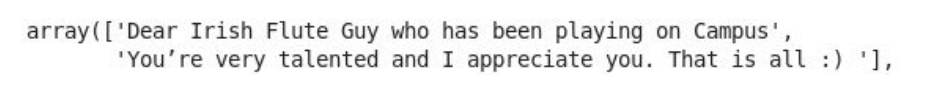 array(['Dear Irish Flute Guy who has been playing on Campus',
'You’re very talented and I appreciate you. That is all :) '],